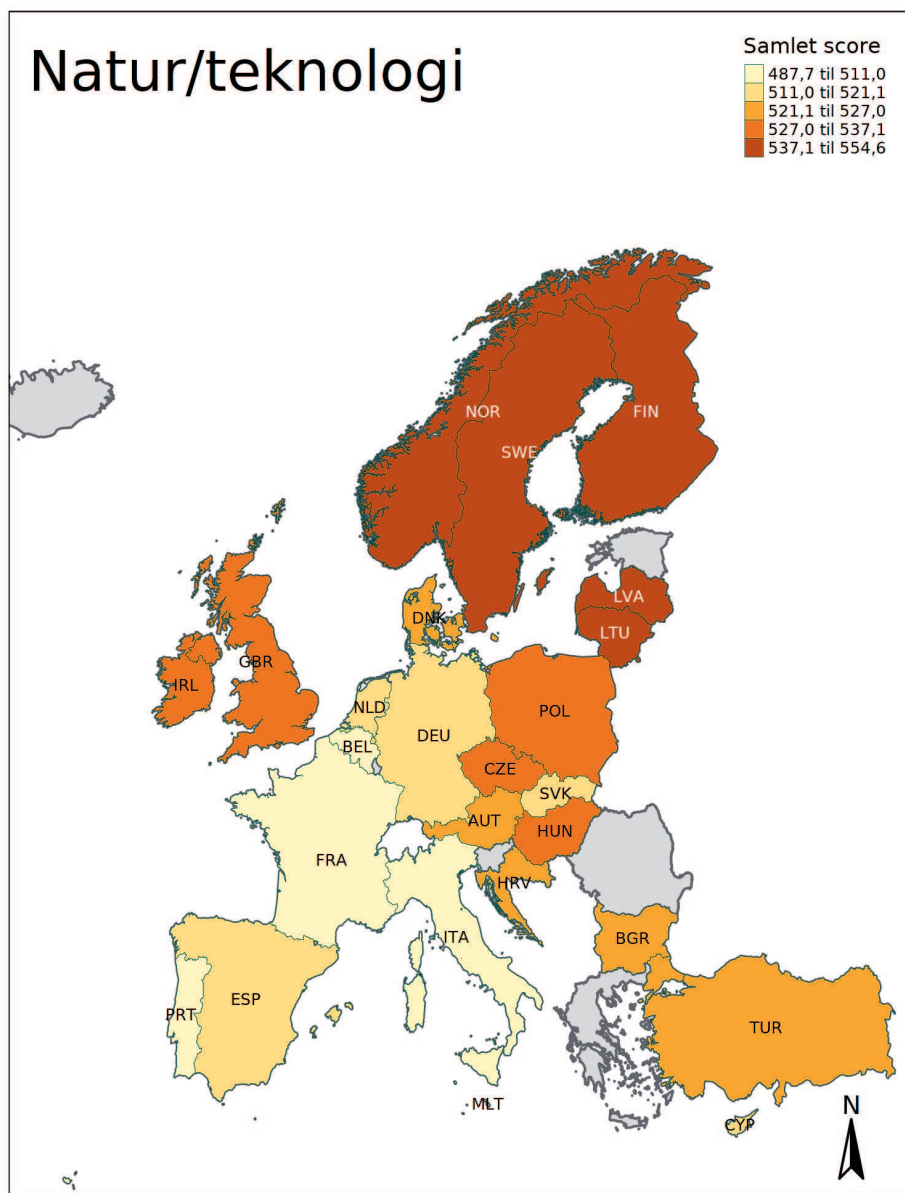 Natur/teknologi
Samlet score
487,7 til 511,0
511,0 til 521,1
521,1 til 527,0
527,0 til 537,1
537,1 til 554,6
NOR
FIN
SWE
LVA
DNK
LTU
GBR
IRL
NLD
POL
DEU
BEL
CZE
SVK
AUT
HUN
FRA
HRV
ITA
BGR
ESP
PRT
TUR
MLT
N
CYP